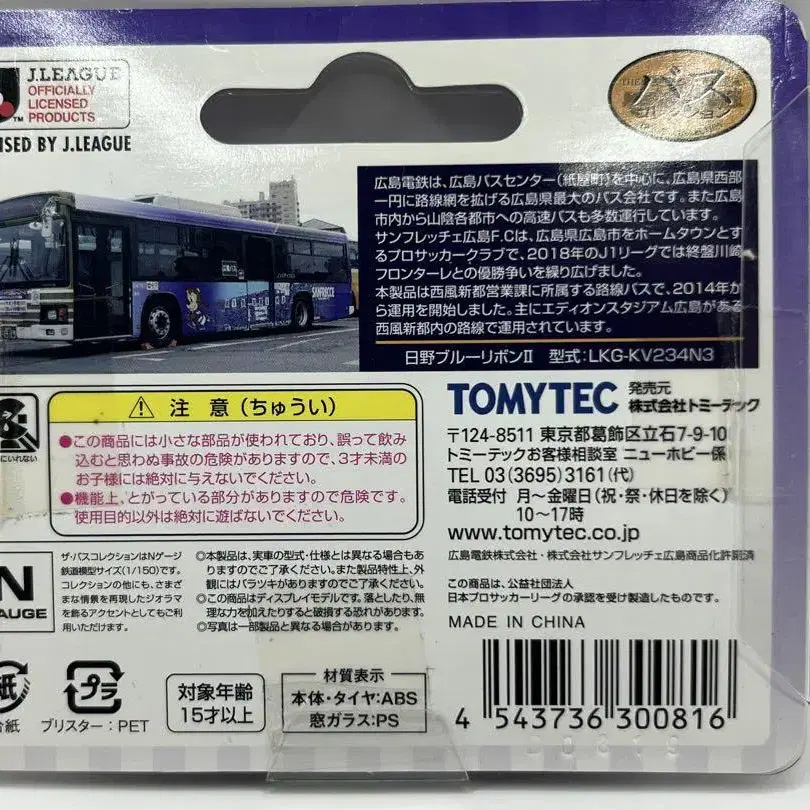 J.LEAGUE
OFFICIALLY
LICENSED
PRODUCTS
™
NSED BY J.LEAGUE
THE
バス
コレクション
広島電鉄は、広島バスセンター(紙屋町)を中心に、広島県西部
一円に路線網を拡げる広島県最大のバス会社です。また広島
市内から山陰各都市への高速バスも多数運行しています。
サンフレッチェ広島F.Cは、広島県広島市をホームタウンとす
るプロサッカークラブで、2018年のJ1リーグでは終盤川崎
フロンターレとの優勝争いを繰り広げました。
本製品は西風新都営業課に所属する路線バスで、2014年か
ら運用を開始しました。主にエディオンスタジアム広島がある
西風新都内の路線で運用されています。
日野ブルーリボンⅡ 型式:LKG-KV234N3
SANFRECCE
にいれない
⚠ 注 意 (ちゅうい)
●この商品には小さな部品が使われており、誤って飲み
込むと思わぬ事故の危険がありますので、3才未満の
お子様には絶対に与えないでください。
●機能上、とがっている部分がありますので危険です。
使用目的以外は絶対に遊ばないでください。
TOMYTEC 発売元
株式会社トミーテック
〒124-8511 東京都葛飾区立石7-9-10
トミーテックお客様相談室 ニューホビー係
TEL 03(3695)3161(代)
電話受付 月~金曜日(祝・祭・休日を除く)
10~17時
www.tomytec.co.jp
広島電鉄株式会社・株式会社サンフレッチェ広島商品化許諾済
この商品は、公益社団法人
日本プロサッカーリーグの承認を受け製造したものです。
MADE IN CHINA
N
GAUGE
ザ・バスコレクションはNゲージ
鉄道模型サイズ(1/150)です。
コレクションの他にも、さまざ
まな情景を再現したジオラマ
を飾るアクセントとしてもご利
用いただけます。
◎本製品は、実車の型式・仕様とは異なる場合もあ
りますのでご了承ください。また製品特性上、外
観にはバラツキがありますのでご了承ください。
◎この商品はディスプレイモデルです。落としたり、無
理な力を加えたりすると破損する恐れがあります。
◎写真は一部製品と異なる場合があります。
紙
台紙
プラ
ブリスター:PET
対象年齢
15才以上
材質表示
本体・タイヤ:ABS
窓ガラス:PS
4 543736 300816